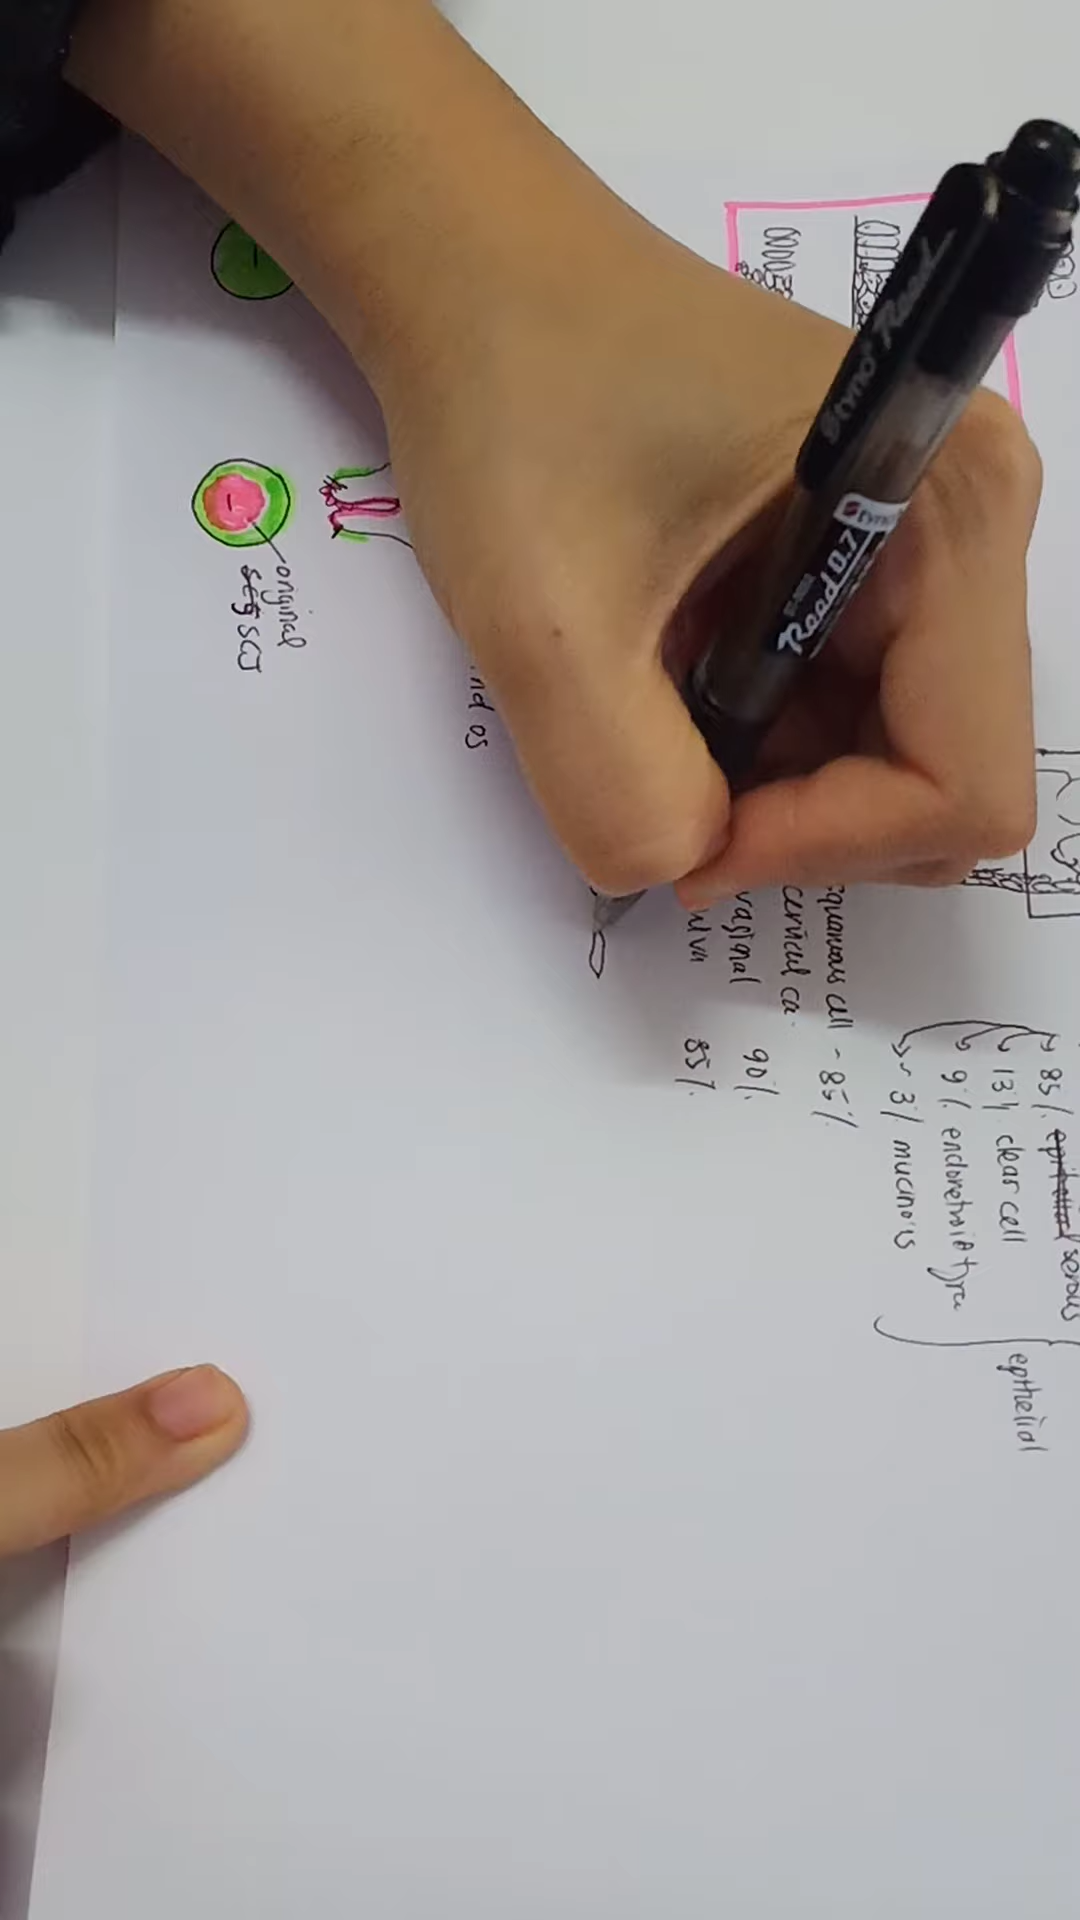 85% epithelial serous
13% clear cell
9%
~ 3% mucinous
epithelial
squamous cell - 85%
cervical ca.
vaginal 90%
vulva 85%
nd os
original
SCJ
Read 0.7